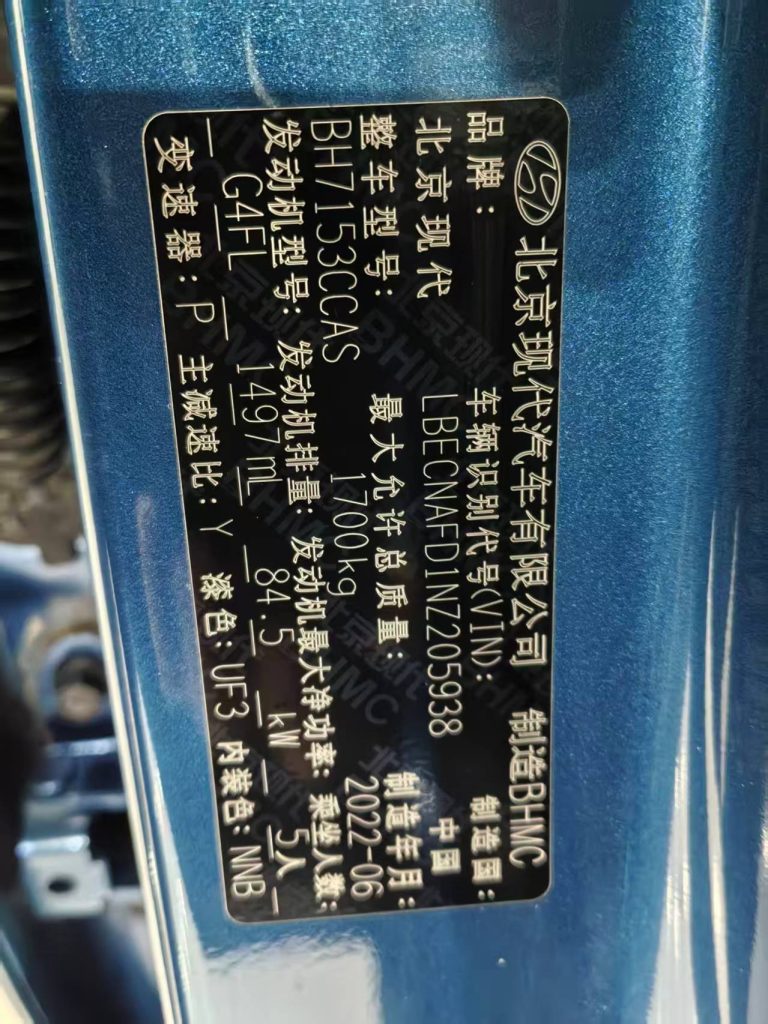 北京现代汽车有限公司 制造BHMC
品牌: 车辆识别代号(VIN): 制造国:
北京现代 LBECNAFD1NZ205938 中国
整车型号: 最大允许总质量: 制造年月:
BH7153CCAS 1700kg 2022-06
发动机型号: 发动机排量: 发动机最大净功率: 乘坐人数:
G4FL 1497mL 84.5 kW 5人
变速器: P 主减速比: Y 漆色: UF3 内装色: NNB